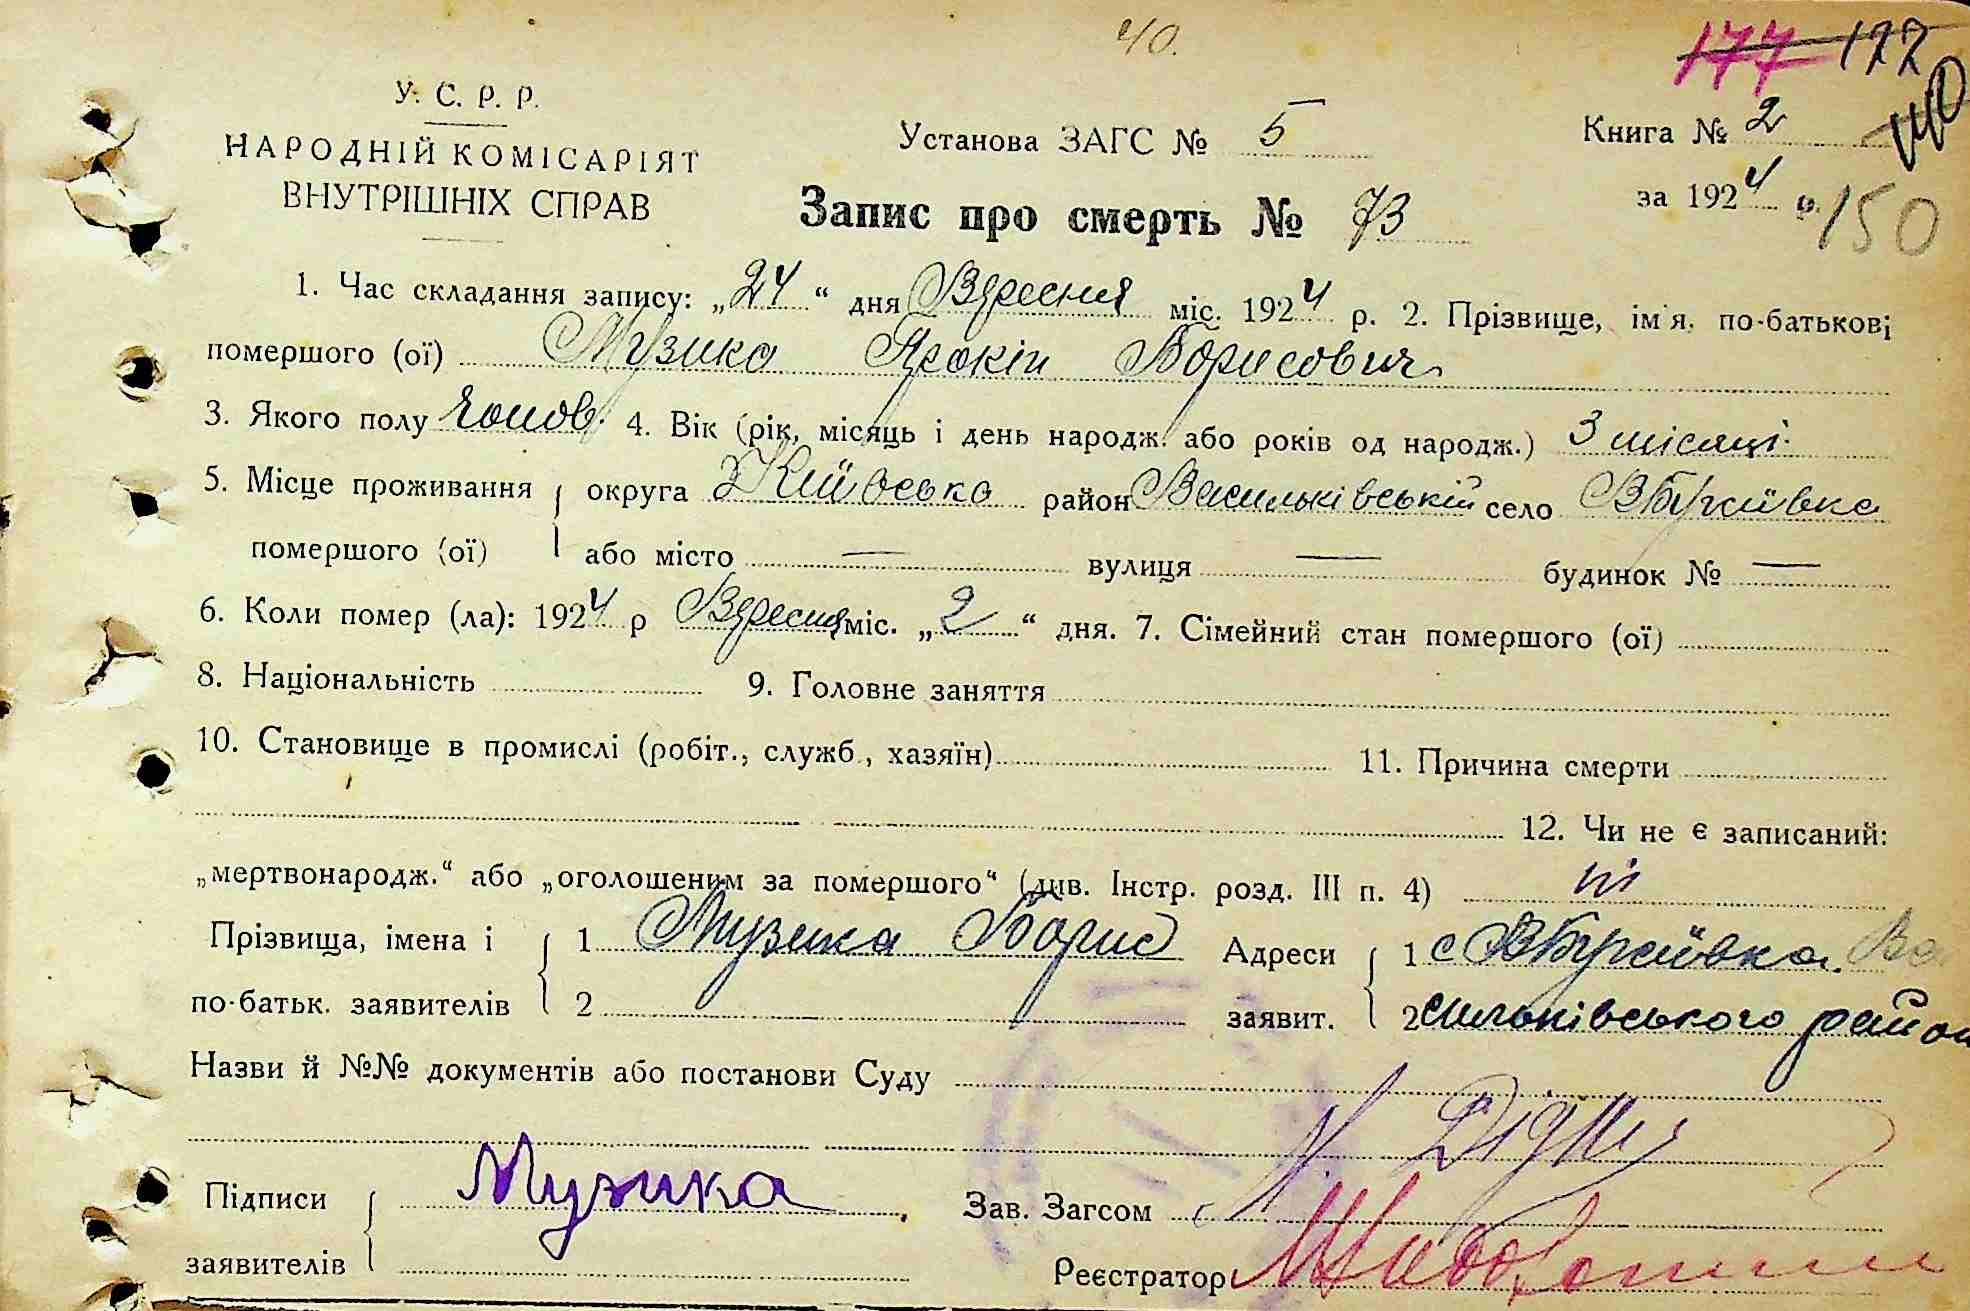 40.
177 177
У. С. Р. Р.
НАРОДНІЙ КОМІСАРІЯТ
ВНУТРІШНІХ СПРАВ
Установа ЗАГС № 5
Книга № 2
140
за 1924 р. 150
Запис про смерть № 73
1. Час складання запису: „24“ дня Вересня міс. 1924 р. 2. Прізвище, ім'я, по-батькові
помершого (ої) Музика Борисович
3. Якого полу чолов. 4. Вік (рік, місяць і день народж. або років од народж.) 3 місяці
5. Місце проживання округа Київська район Васильківській село ВБугаївка
помершого (ої) або місто — вулиця — будинок № —
6. Коли помер (ла): 1924 р Вересня міс. „2“ дня. 7. Сімейний стан помершого (ої)
8. Національність 9. Головне заняття
10. Становище в промислі (робіт., служб., хазяїн) 11. Причина смерти
12. Чи не є записаний:
„мертвонародж.“ або „оголошеним за помершого“ (див. Інстр. розд. III п. 4) ні
Прізвища, імена і 1 Музика Борис Адреси 1 с ВБугаївка Ва
по-батьк. заявителів 2 заявит. 2 сильківського район
Назви й №№ документів або постанови Суду
Підписи Музика Зав. Загсом
заявителів Реєстратор